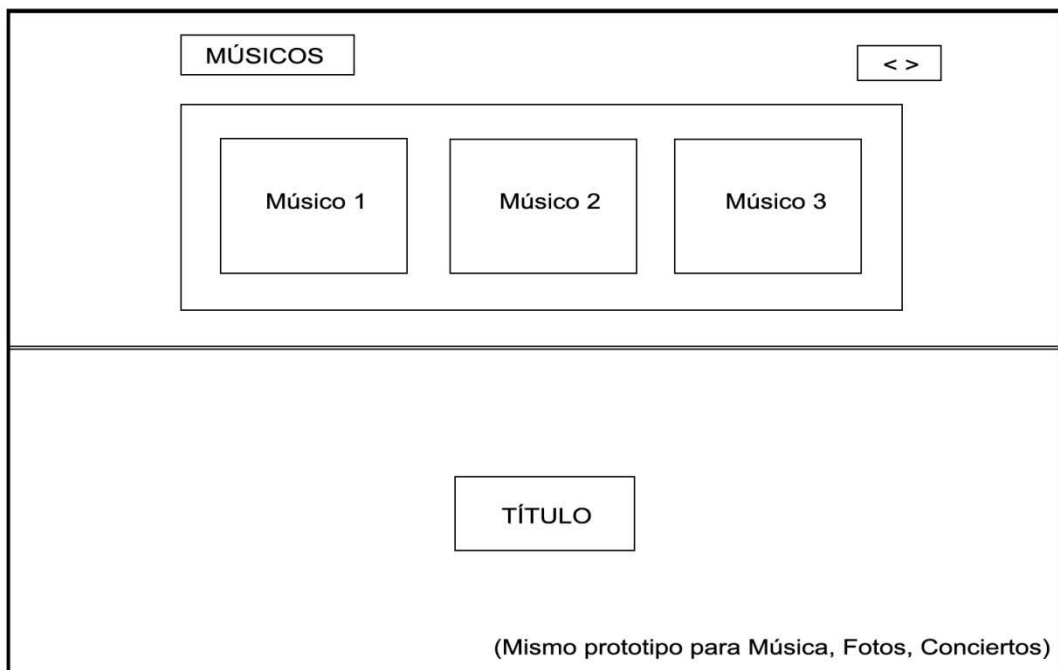 MÚSICOS
< >
Músico 1
Músico 2
Músico 3
TÍTULO
(Mismo prototipo para Música, Fotos, Conciertos)